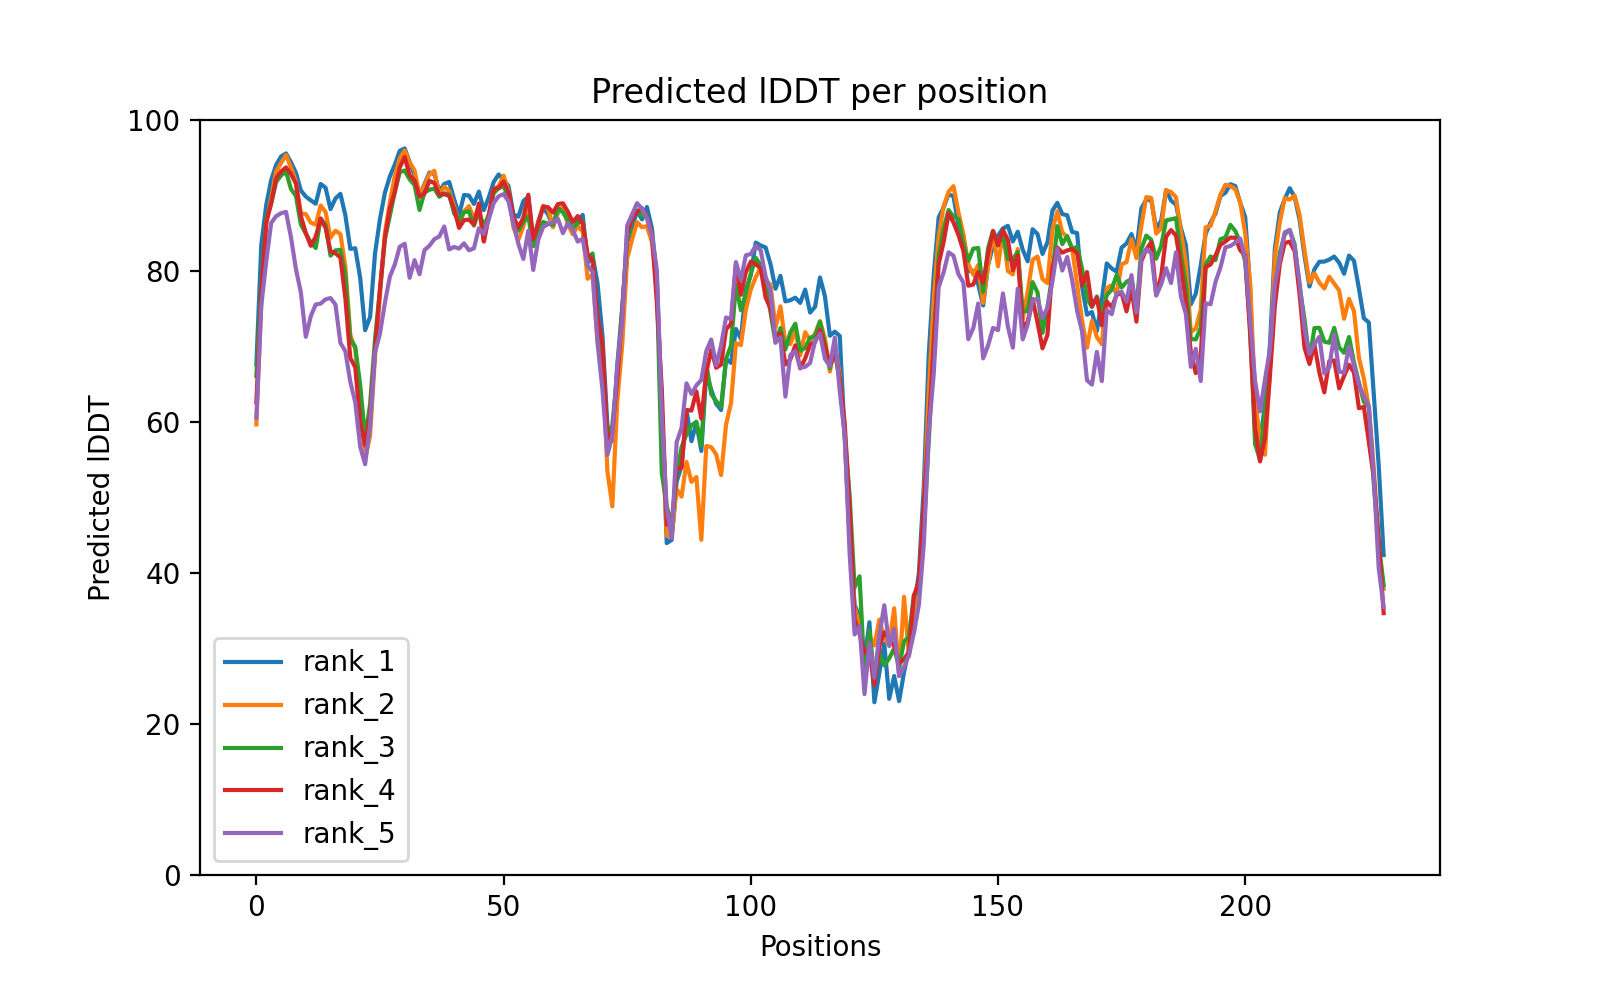 Predicted lDDT per position
100
80
60
40
20
0
Predicted lDDT
rank_1
rank_2
rank_3
rank_4
rank_5
0 50 100 150 200
Positions